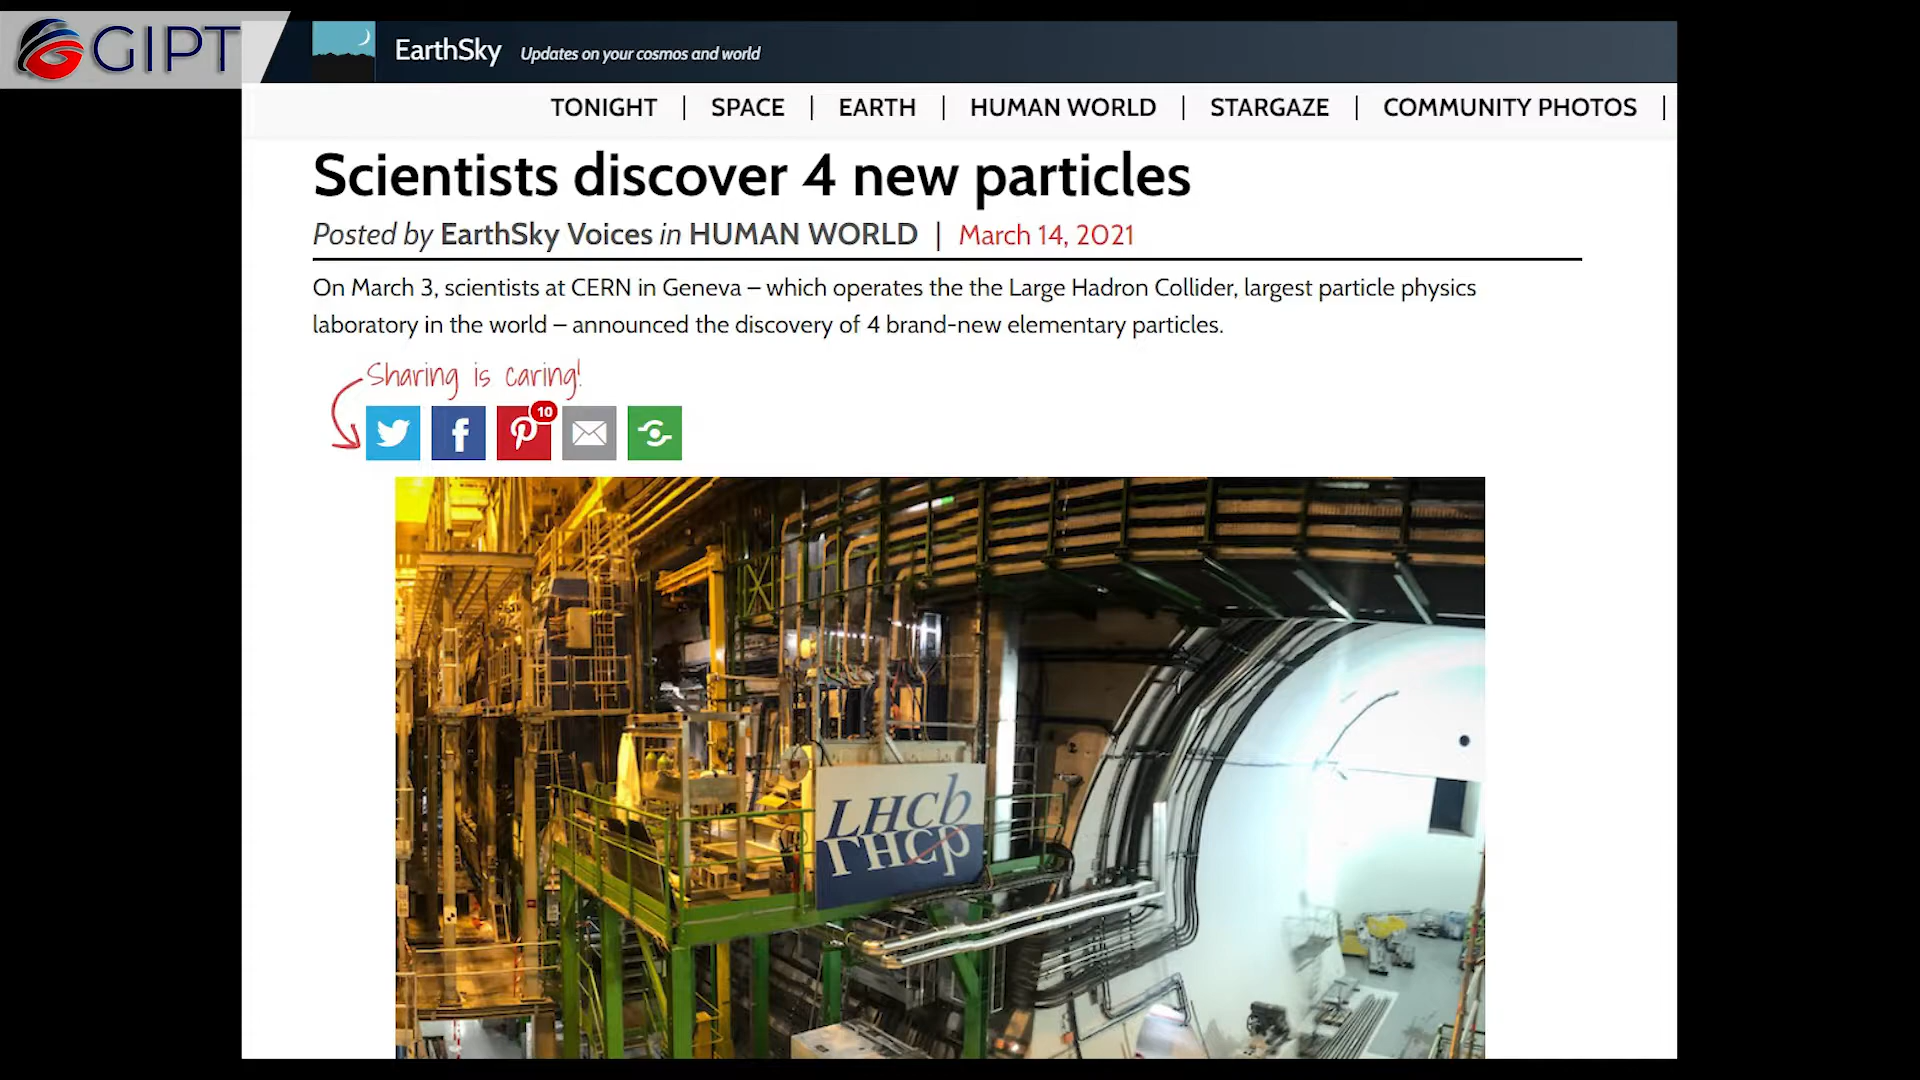 GIPT
EarthSky Updates on your cosmos and world
TONIGHT | SPACE | EARTH | HUMAN WORLD | STARGAZE | COMMUNITY PHOTOS |
Scientists discover 4 new particles
Posted by EarthSky Voices in HUMAN WORLD | March 14, 2021
On March 3, scientists at CERN in Geneva – which operates the the Large Hadron Collider, largest particle physics
laboratory in the world – announced the discovery of 4 brand-new elementary particles.
Sharing is caring!
10
LHCb
LHCb